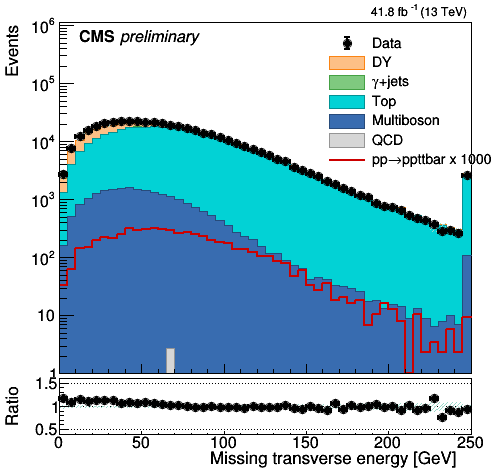 41.8 fb⁻¹ (13 TeV)
CMS preliminary
Events
10⁶
10⁵
10⁴
10³
10²
10
1
Data
DY
γ+jets
Top
Multiboson
QCD
pp→ppttbar x 1000
Ratio
1.5
1
0.5
0 50 100 150 200 250
Missing transverse energy [GeV]